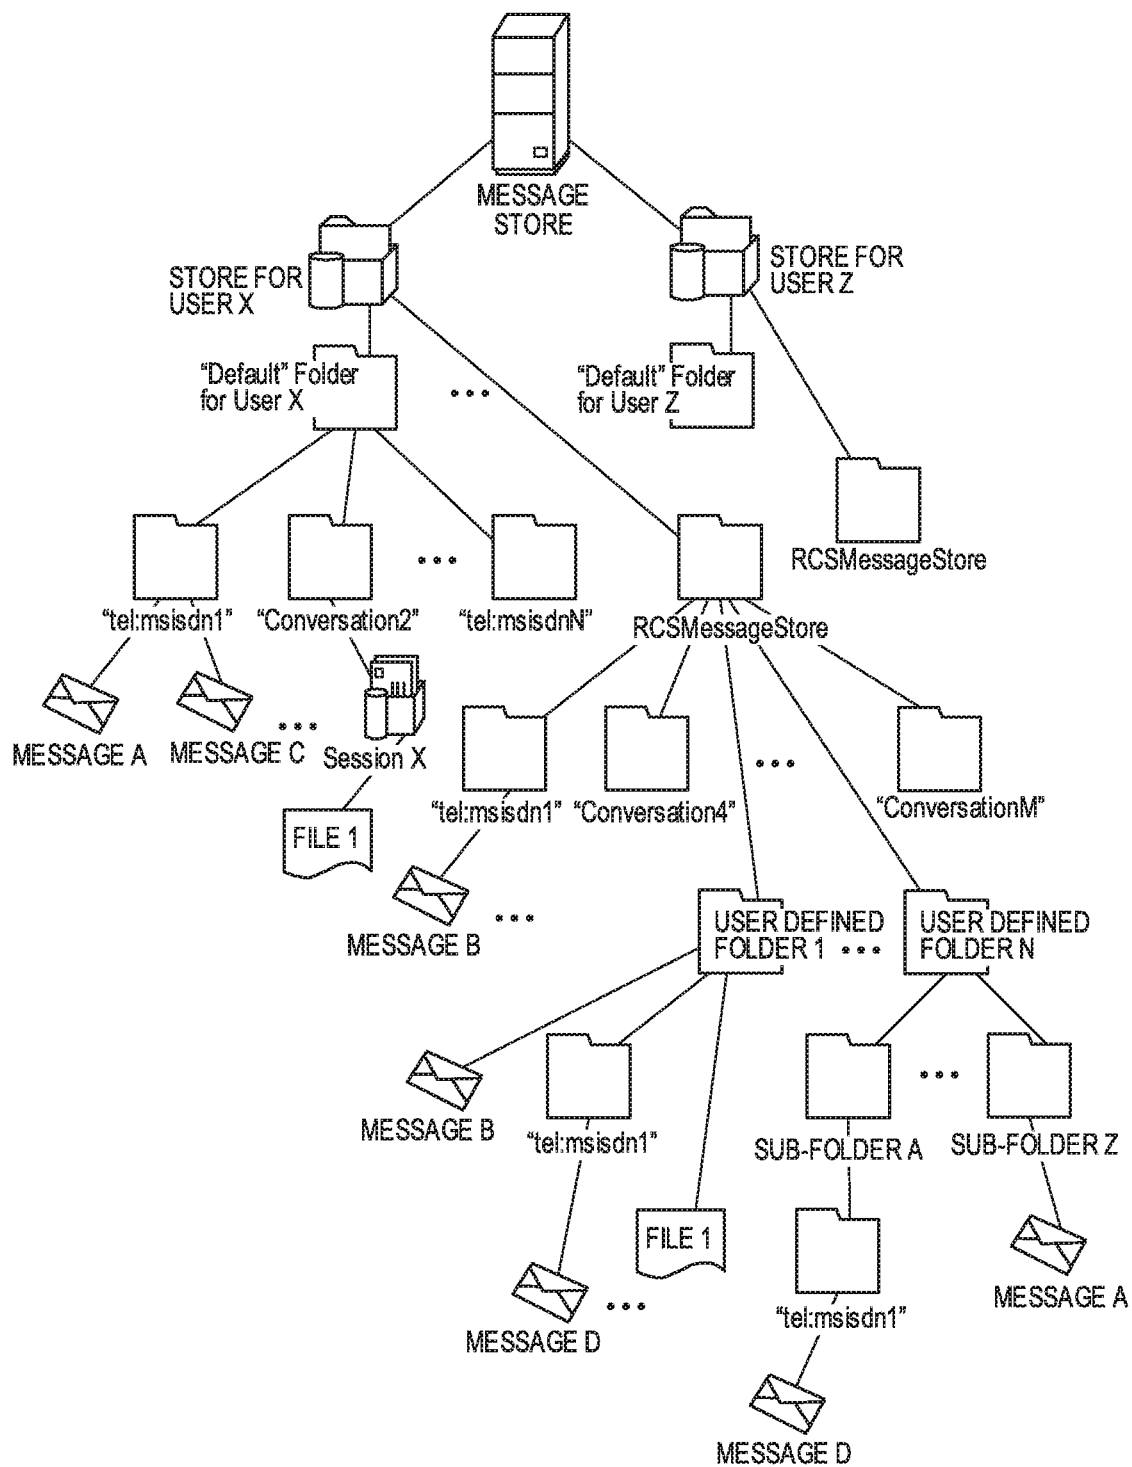 MESSAGE
STORE
STORE FOR
USER X
STORE FOR
USER Z
"Default" Folder
for User X
"Default" Folder
for User Z
RCSMessageStore
"tel:msisdn1"
"Conversation2"
"tel:msisdnN"
RCSMessageStore
MESSAGE A
MESSAGE C
Session X
"tel:msisdn1"
"Conversation4"
"ConversationM"
FILE 1
MESSAGE B
USER DEFINED
FOLDER 1
USER DEFINED
FOLDER N
MESSAGE B
"tel:msisdn1"
SUB-FOLDER A
SUB-FOLDER Z
FILE 1
MESSAGE D
"tel:msisdn1"
MESSAGE A
MESSAGE D